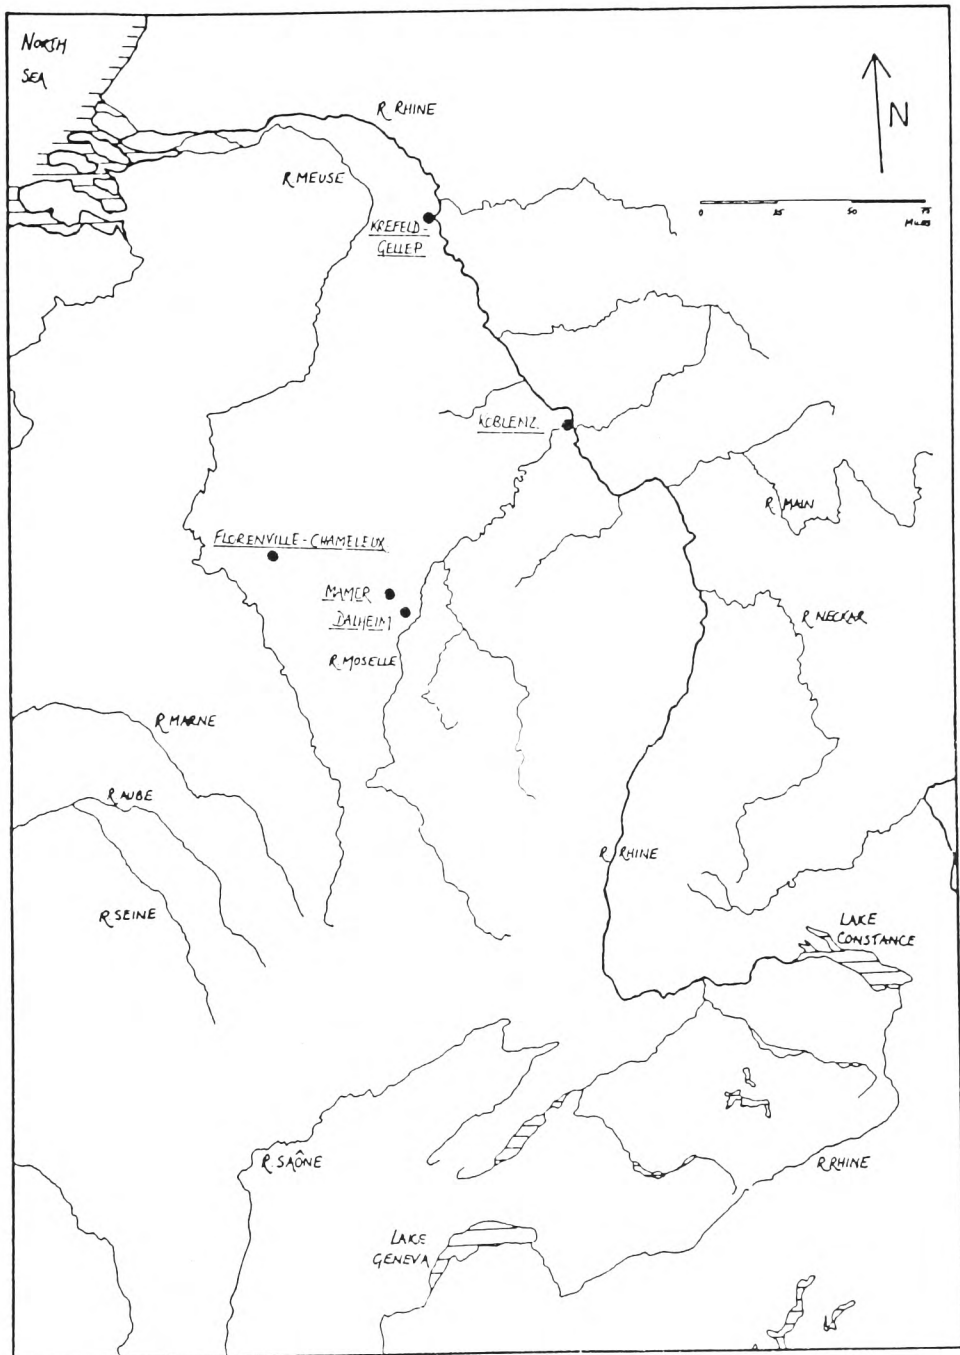 NORTH
SEA
R RHINE
N
R MEUSE
0 25 50 75
MILES
KREFELD-
GELLEP
KOBLENZ
R MAIN
FLORENVILLE-CHAMELEUX
MAMER
DALHEIM
R NECKAR
R MOSELLE
R MARNE
R AUBE
R RHINE
R SEINE
LAKE
CONSTANCE
R. SAÔNE
R. RHINE
LAKE
GENEVA